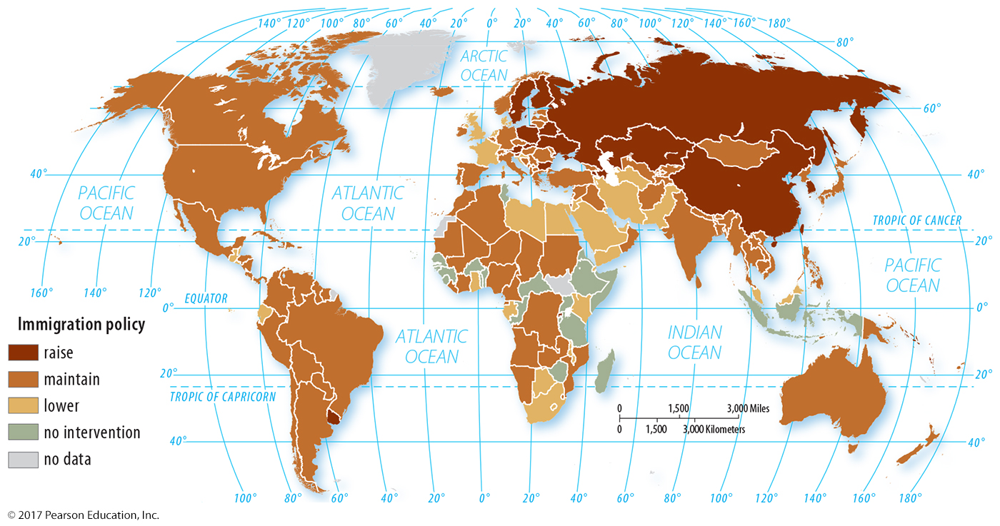 140° 120° 100° 80° 60° 40° 20° 0° 20° 40° 60° 80° 100° 120° 140° 160° 180°
80°
ARCTIC
OCEAN
60°
40°
40°
PACIFIC
OCEAN
ATLANTIC
OCEAN
TROPIC OF CANCER
20°
20°
PACIFIC
OCEAN
160° 140° 120°
EQUATOR
0°
0°
Immigration policy
raise
maintain
lower
no intervention
no data
ATLANTIC
OCEAN
INDIAN
OCEAN
20°
20°
TROPIC OF CAPRICORN
0 1,500 3,000 Miles
0 1,500 3,000 Kilometers
40°
40°
100° 80° 60° 40° 20° 0° 20° 40° 60° 80° 100° 120° 140° 160° 180°
© 2017 Pearson Education, Inc.